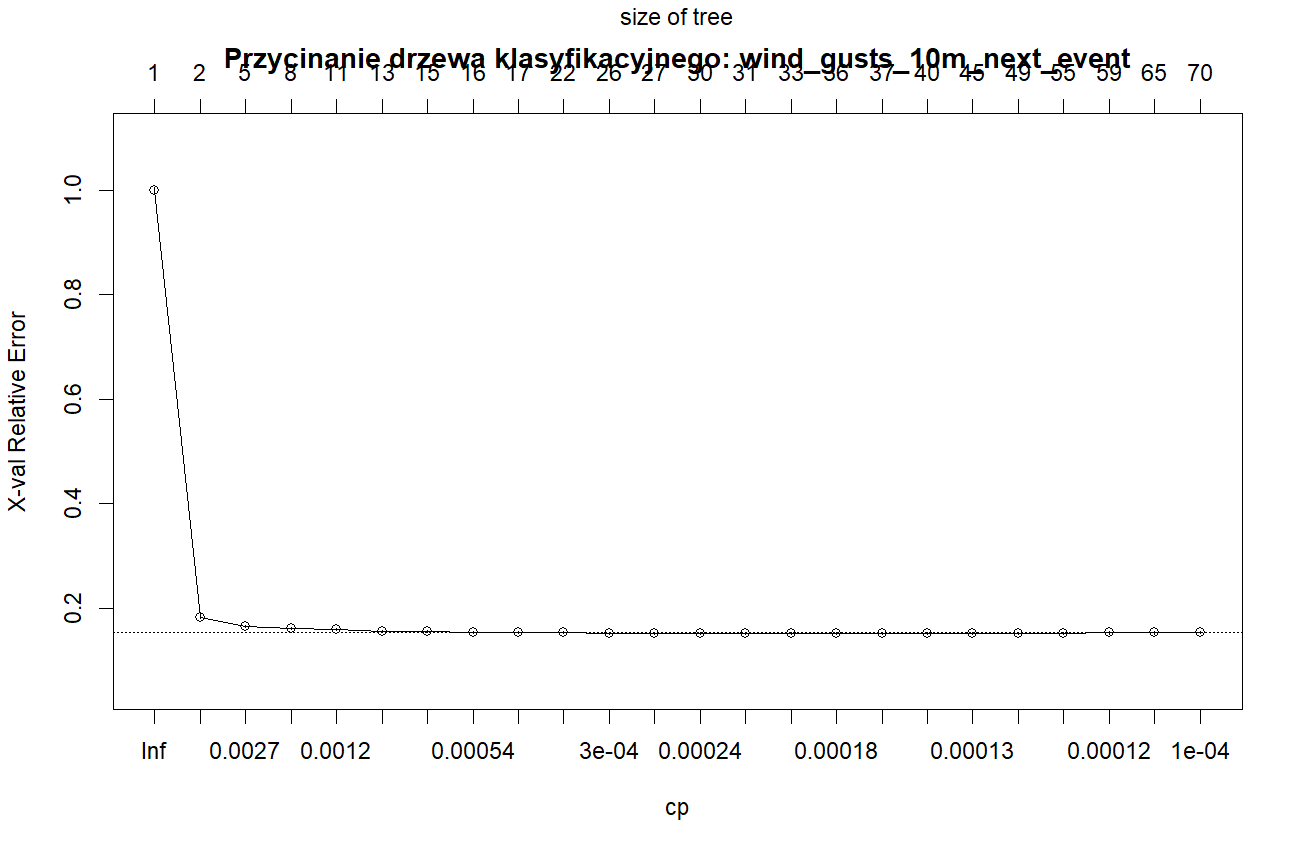 size of tree
Przycinanie drzewa klasyfikacyjnego: wind_gusts_10m_next_event
1 2 5 8 11 13 15 16 17 22 26 27 30 31 33 36 37 40 45 49 55 59 65 70
1.0
0.8
0.6
0.4
0.2
X-val Relative Error
Inf 0.0027 0.0012 0.00054 3e-04 0.00024 0.00018 0.00013 0.00012 1e-04
cp